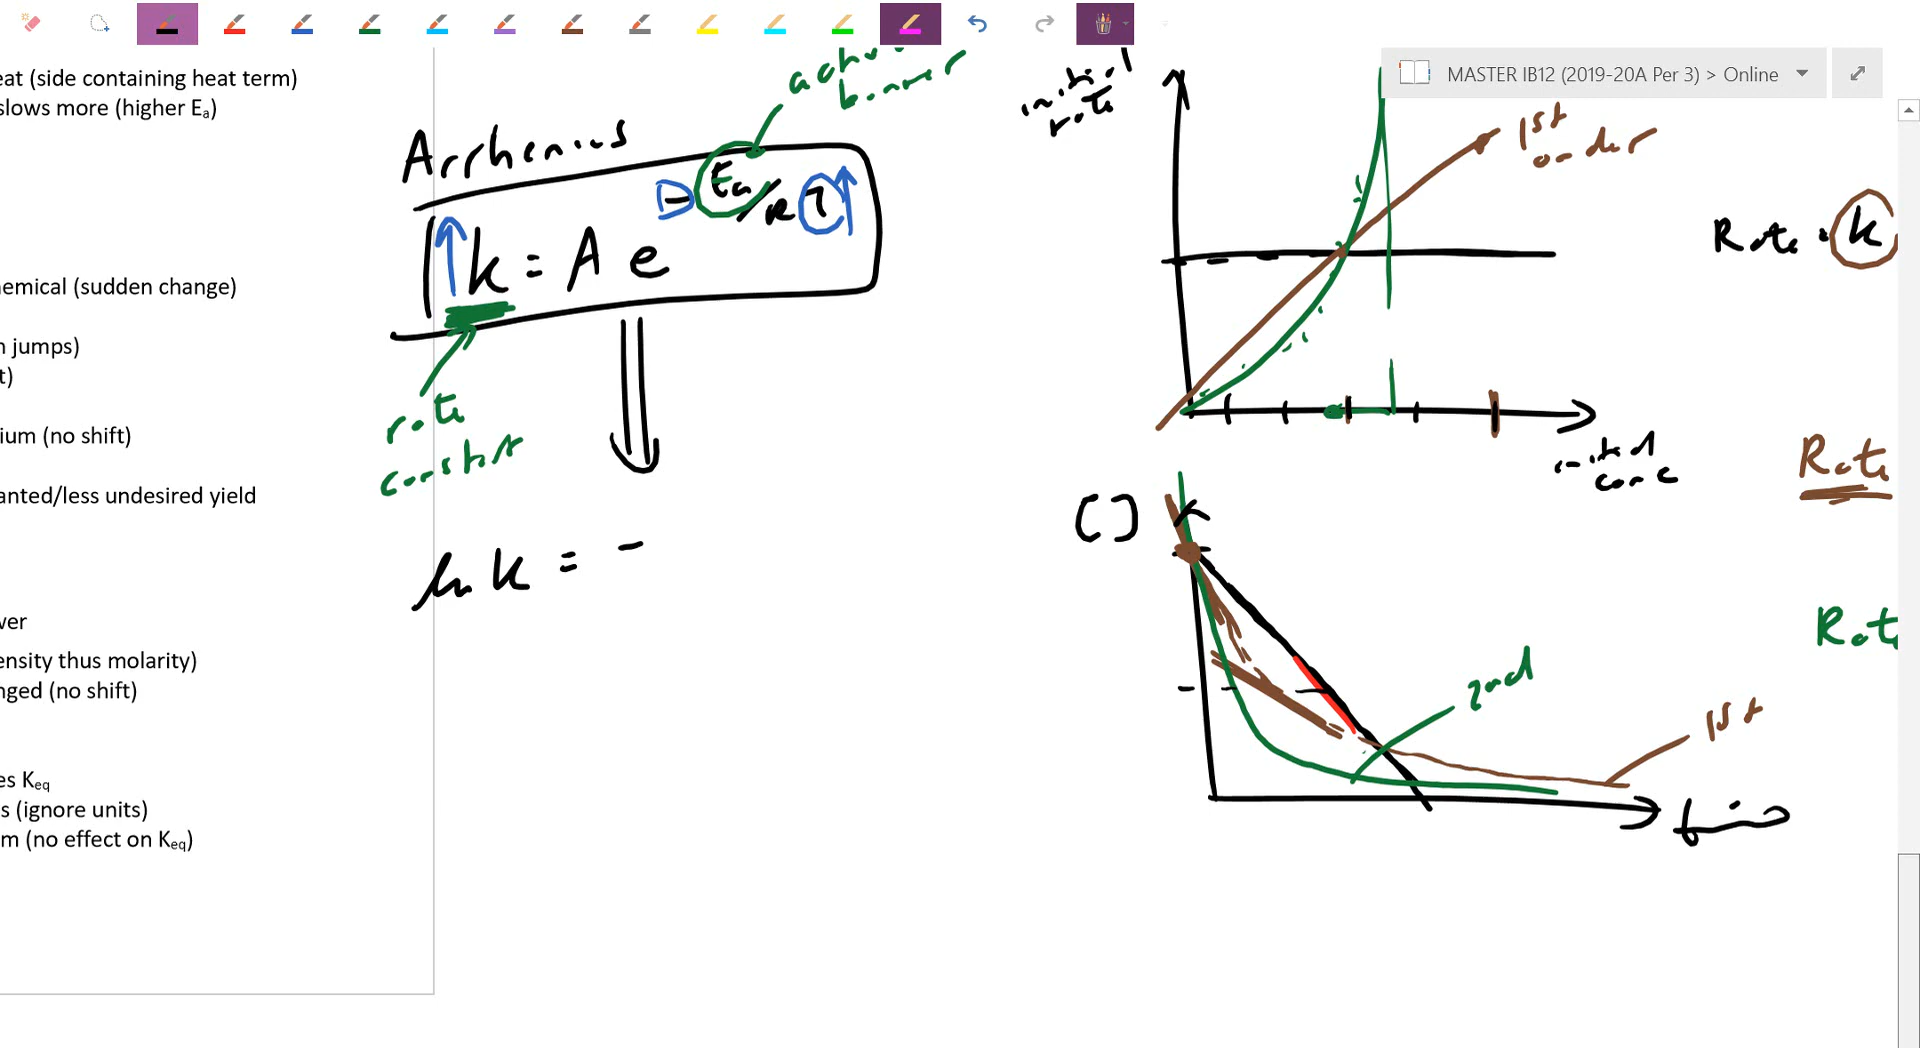 MASTER IB12 (2019-20A Per 3) > Online
eat (side containing heat term)
slows more (higher Ea)
emical (sudden change)
n jumps)
t)
ium (no shift)
anted/less undesired yield
ver
ensity thus molarity)
nged (no shift)
es Keq
s (ignore units)
m (no effect on Keq)
Arrhenius
k = A e -Ea/RT
rate
constant
ln k = -
initial
rate
1st
order
initial
conc
Rate = k
Rate
Rat
[ ]
2nd
1st
time